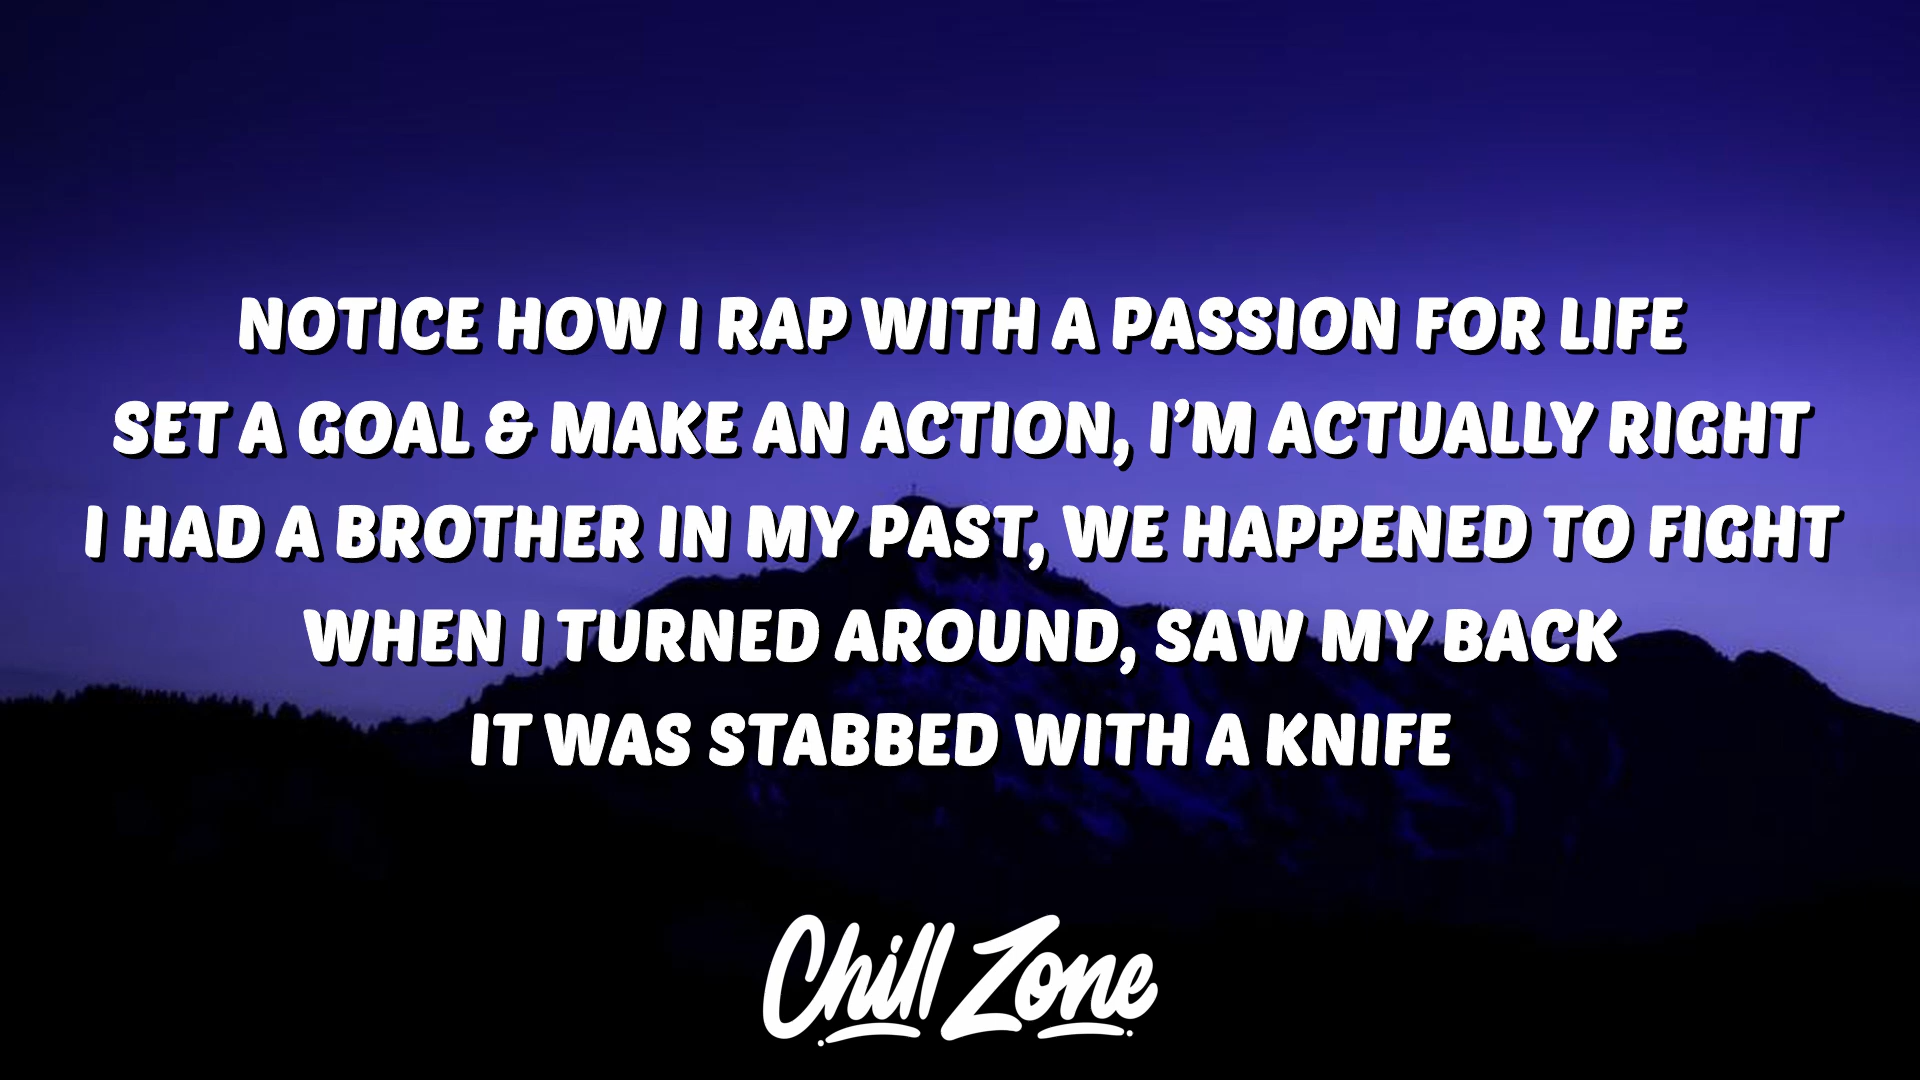 NOTICE HOW I RAP WITH A PASSION FOR LIFE
SET A GOAL & MAKE AN ACTION, I’M ACTUALLY RIGHT
I HAD A BROTHER IN MY PAST, WE HAPPENED TO FIGHT
WHEN I TURNED AROUND, SAW MY BACK
IT WAS STABBED WITH A KNIFE
Chill Zone